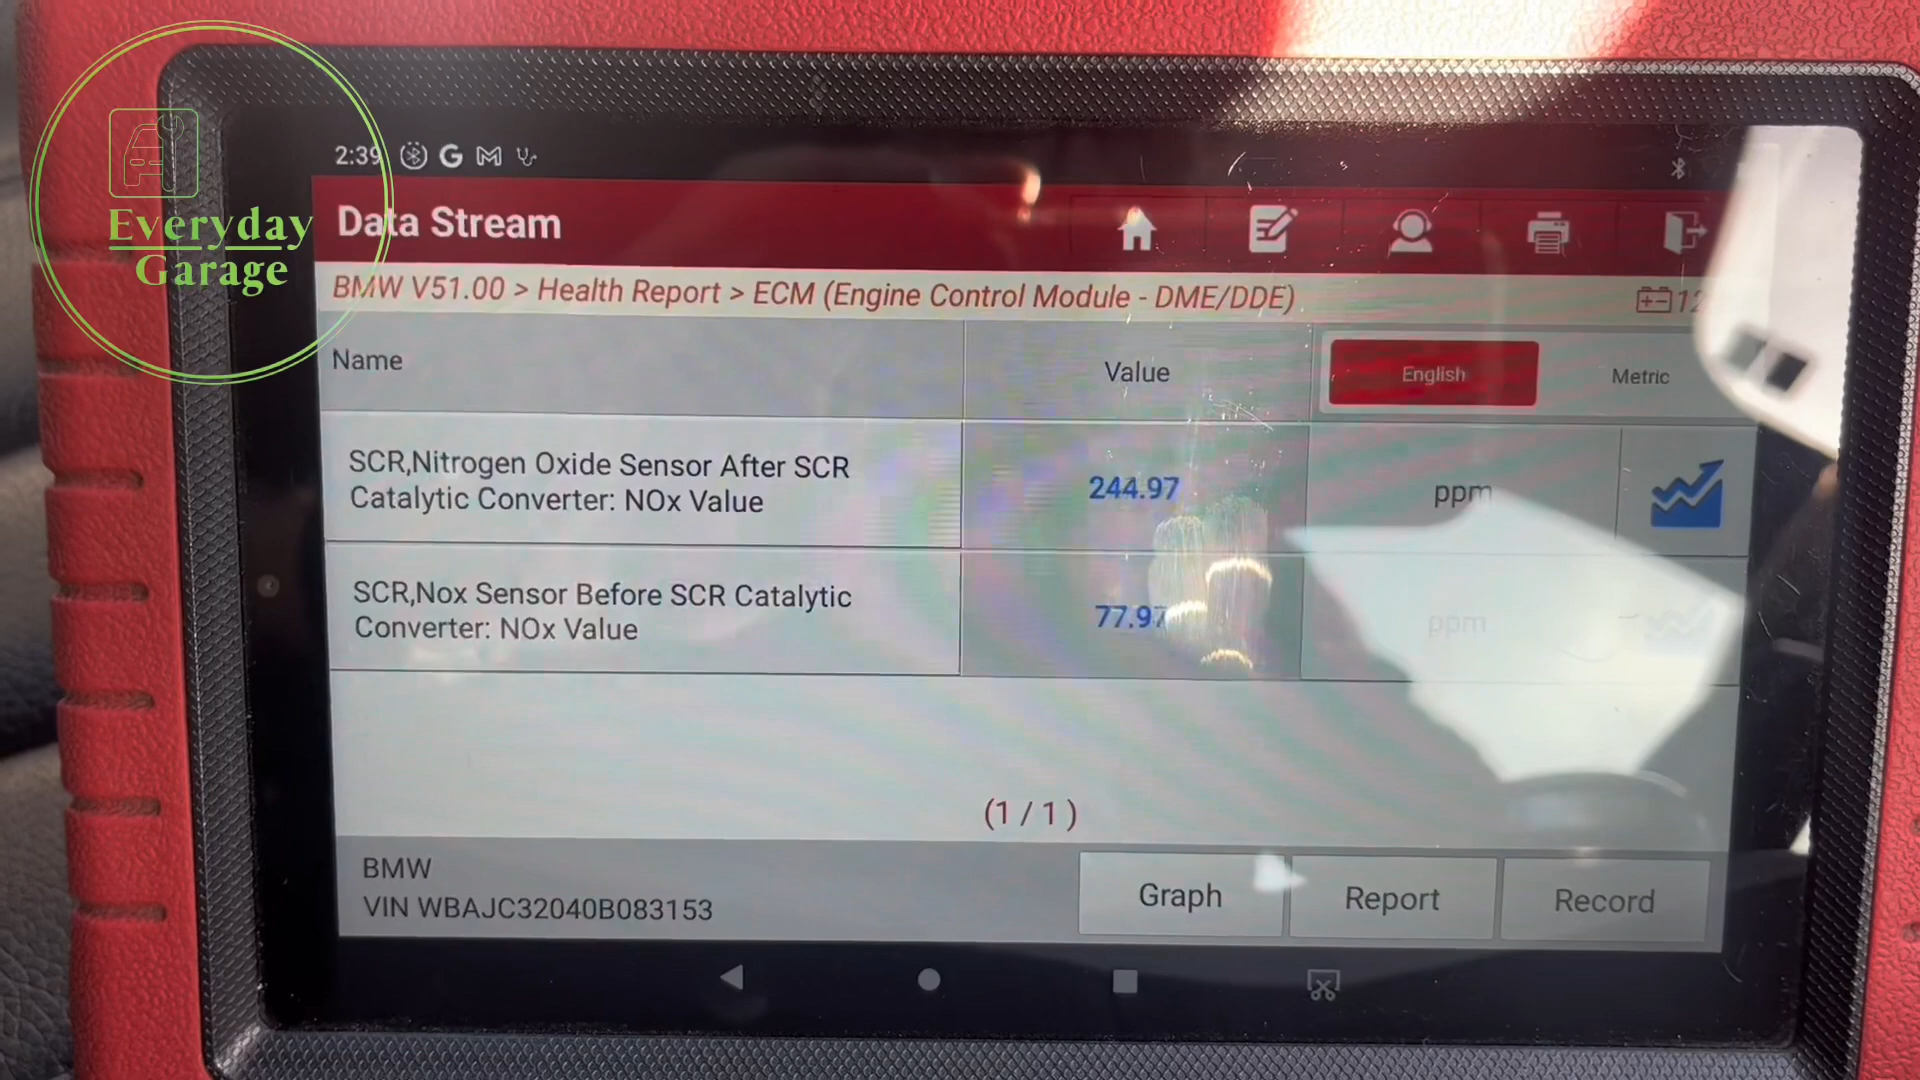 Everyday
Garage
2:39
Data Stream
BMW V51.00 > Health Report > ECM (Engine Control Module - DME/DDE)
Name
Value
English
Metric
SCR,Nitrogen Oxide Sensor After SCR
Catalytic Converter: NOx Value
244.97
ppm
SCR,Nox Sensor Before SCR Catalytic
Converter: NOx Value
77.97
ppm
(1 / 1 )
BMW
VIN WBAJC32040B083153
Graph
Report
Record